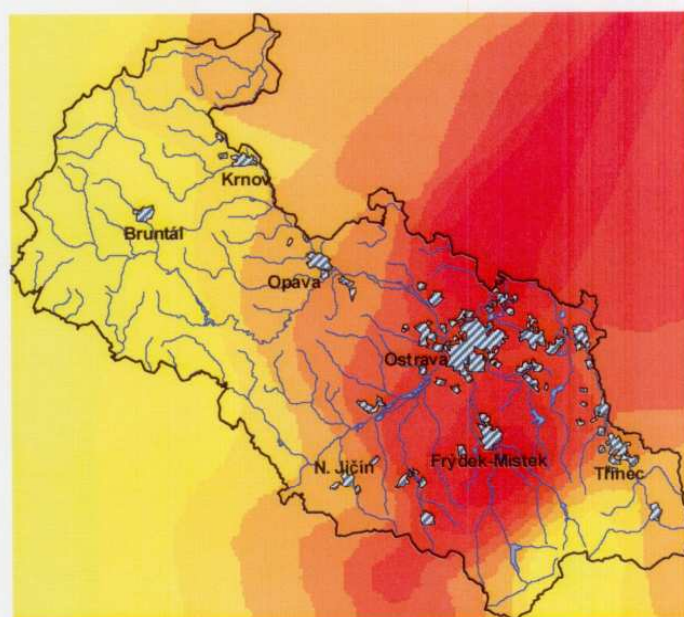 Krnov
Bruntál
Opava
Ostrava
N. Jičín
Frýdek-Místek
Třinec